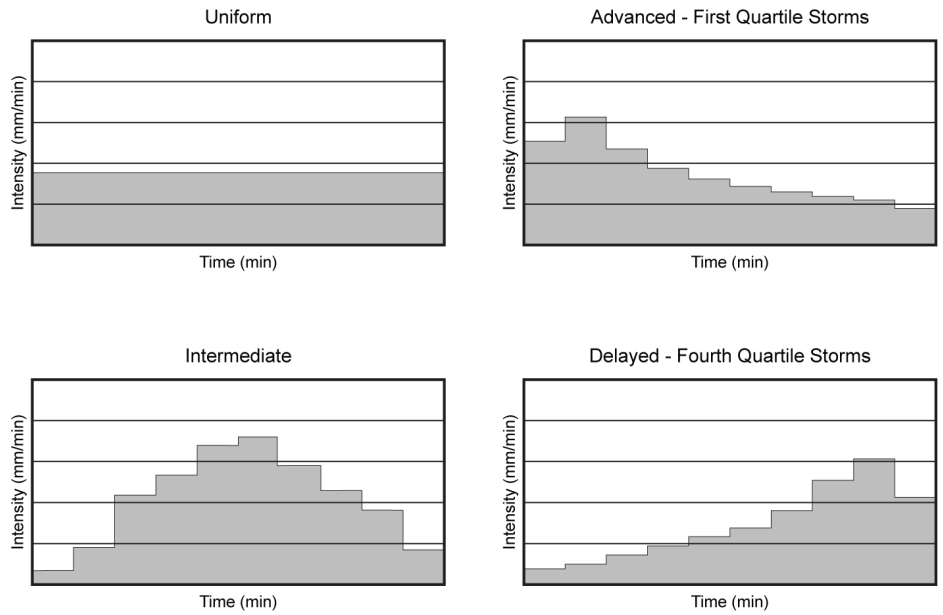 Uniform
Intensity (mm/min)
Time (min)
Advanced - First Quartile Storms
Intensity (mm/min)
Time (min)
Intermediate
Intensity (mm/min)
Time (min)
Delayed - Fourth Quartile Storms
Intensity (mm/min)
Time (min)